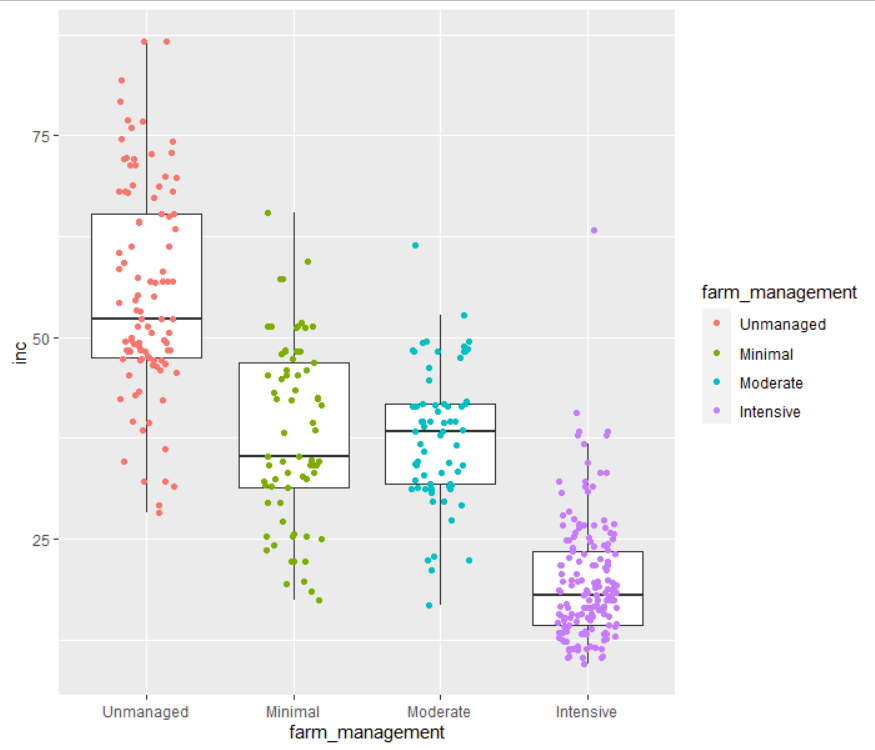 75
50
25
inc
Unmanaged Minimal Moderate Intensive
farm_management
farm_management
Unmanaged
Minimal
Moderate
Intensive